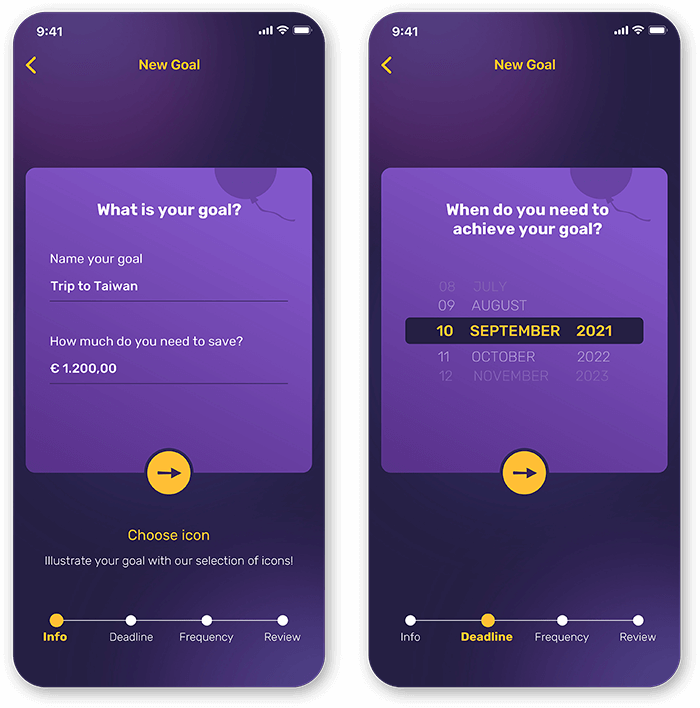 9:41
New Goal
What is your goal?
Name your goal
Trip to Taiwan
How much do you need to save?
€ 1.200,00
Choose icon
Illustrate your goal with our selection of icons!
Info Deadline Frequency Review
9:41
New Goal
When do you need to
achieve your goal?
08 JULY
09 AUGUST
10 SEPTEMBER 2021
11 OCTOBER 2022
12 NOVEMBER 2023
Info Deadline Frequency Review